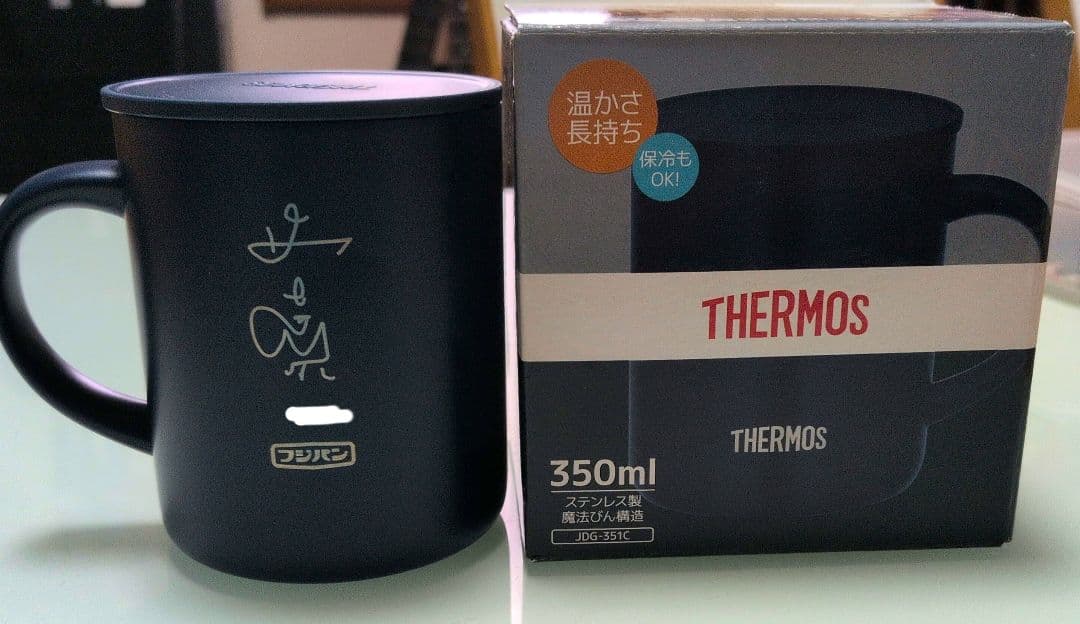 フジパン
温かさ
長持ち
保冷も
OK!
THERMOS
THERMOS
350ml
ステンレス製
魔法びん構造
JDG-351C